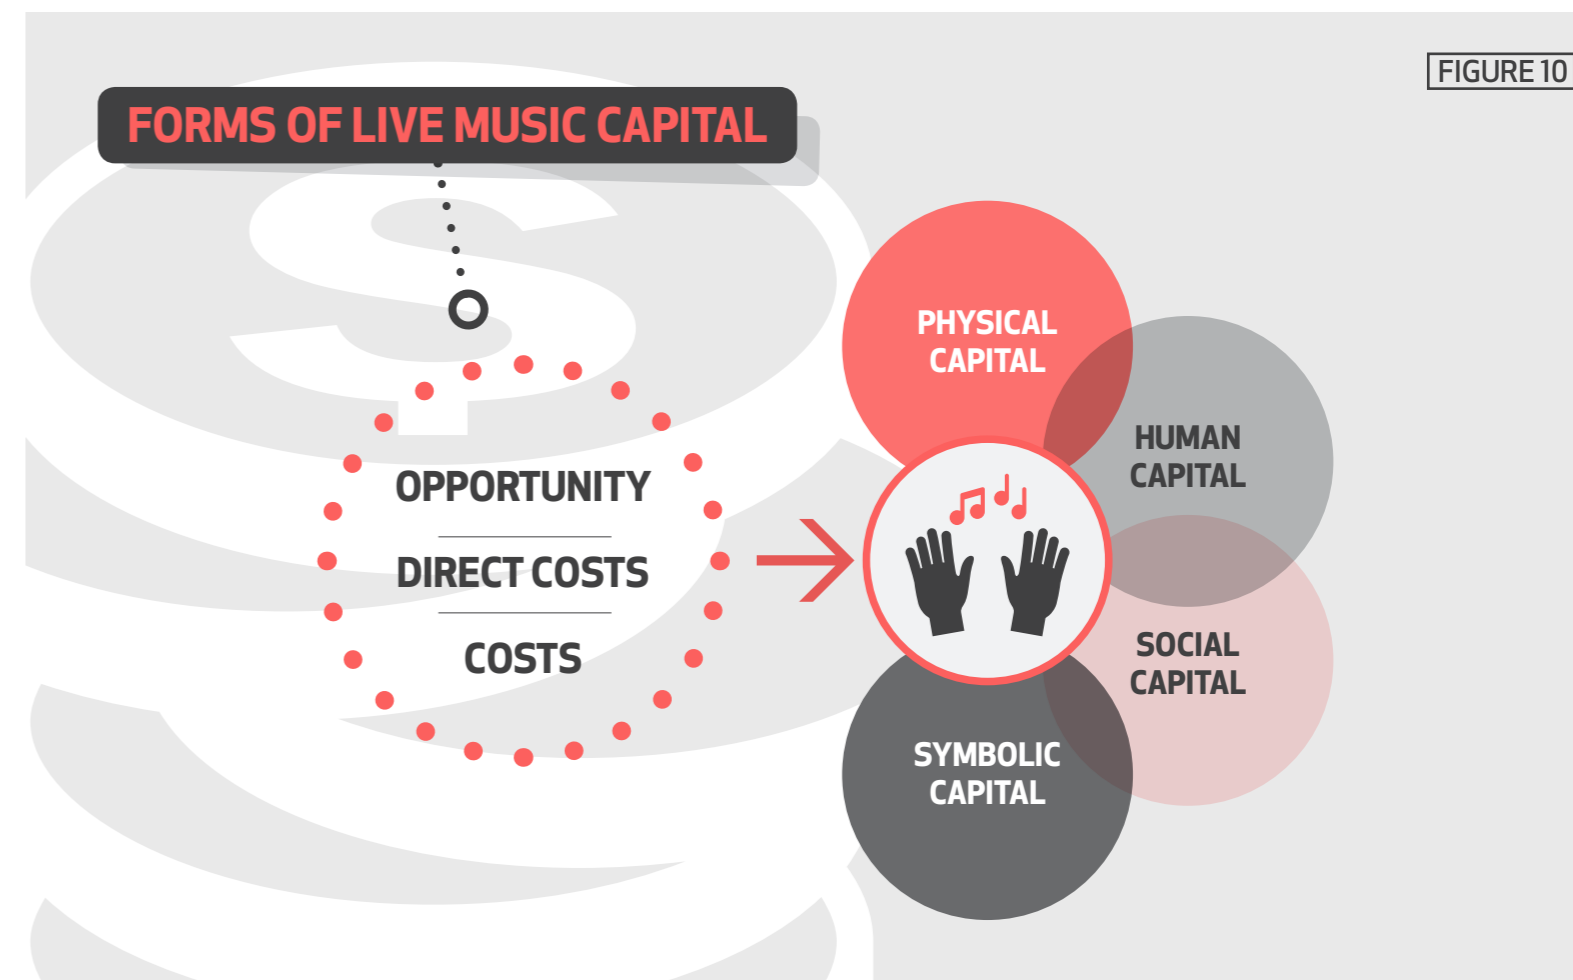 FIGURE 10
FORMS OF LIVE MUSIC CAPITAL
OPPORTUNITY
DIRECT COSTS
COSTS
PHYSICAL
CAPITAL
HUMAN
CAPITAL
SOCIAL
CAPITAL
SYMBOLIC
CAPITAL